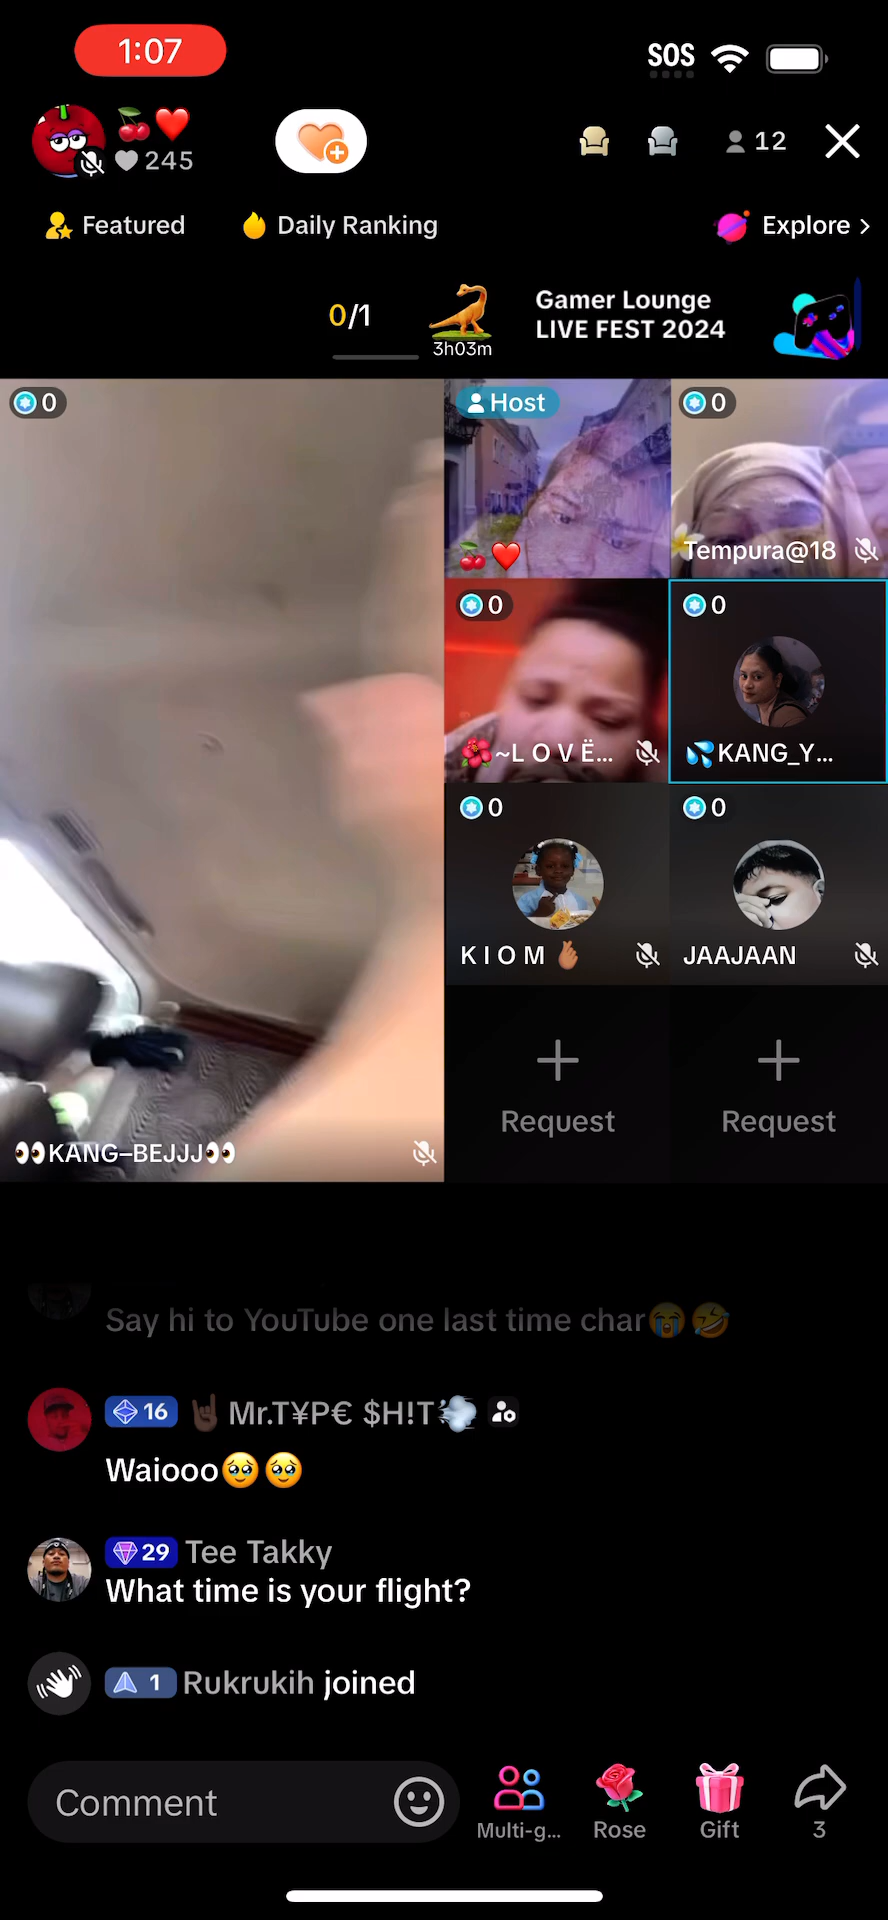 1:07
SOS
🍒❤️
245
12
Featured
Daily Ranking
Explore >
0/1
3h03m
Gamer Lounge
LIVE FEST 2024
0
Host
0
🍒❤️
Tempura@18
0
0
🌺~L O V Ë...
💦KANG_Y...
0
0
K I O M 🫰🏽
JAAJAAN
Request
Request
👀KANG–BEJJJ👀
Say hi to YouTube one last time char😭🤣
16 🤘🏿 Mr.T¥P€ $H!T💨
Waiooo🥹🥹
29 Tee Takky
What time is your flight?
1 Rukrukih joined
Comment
Multi-g...
Rose
Gift
3